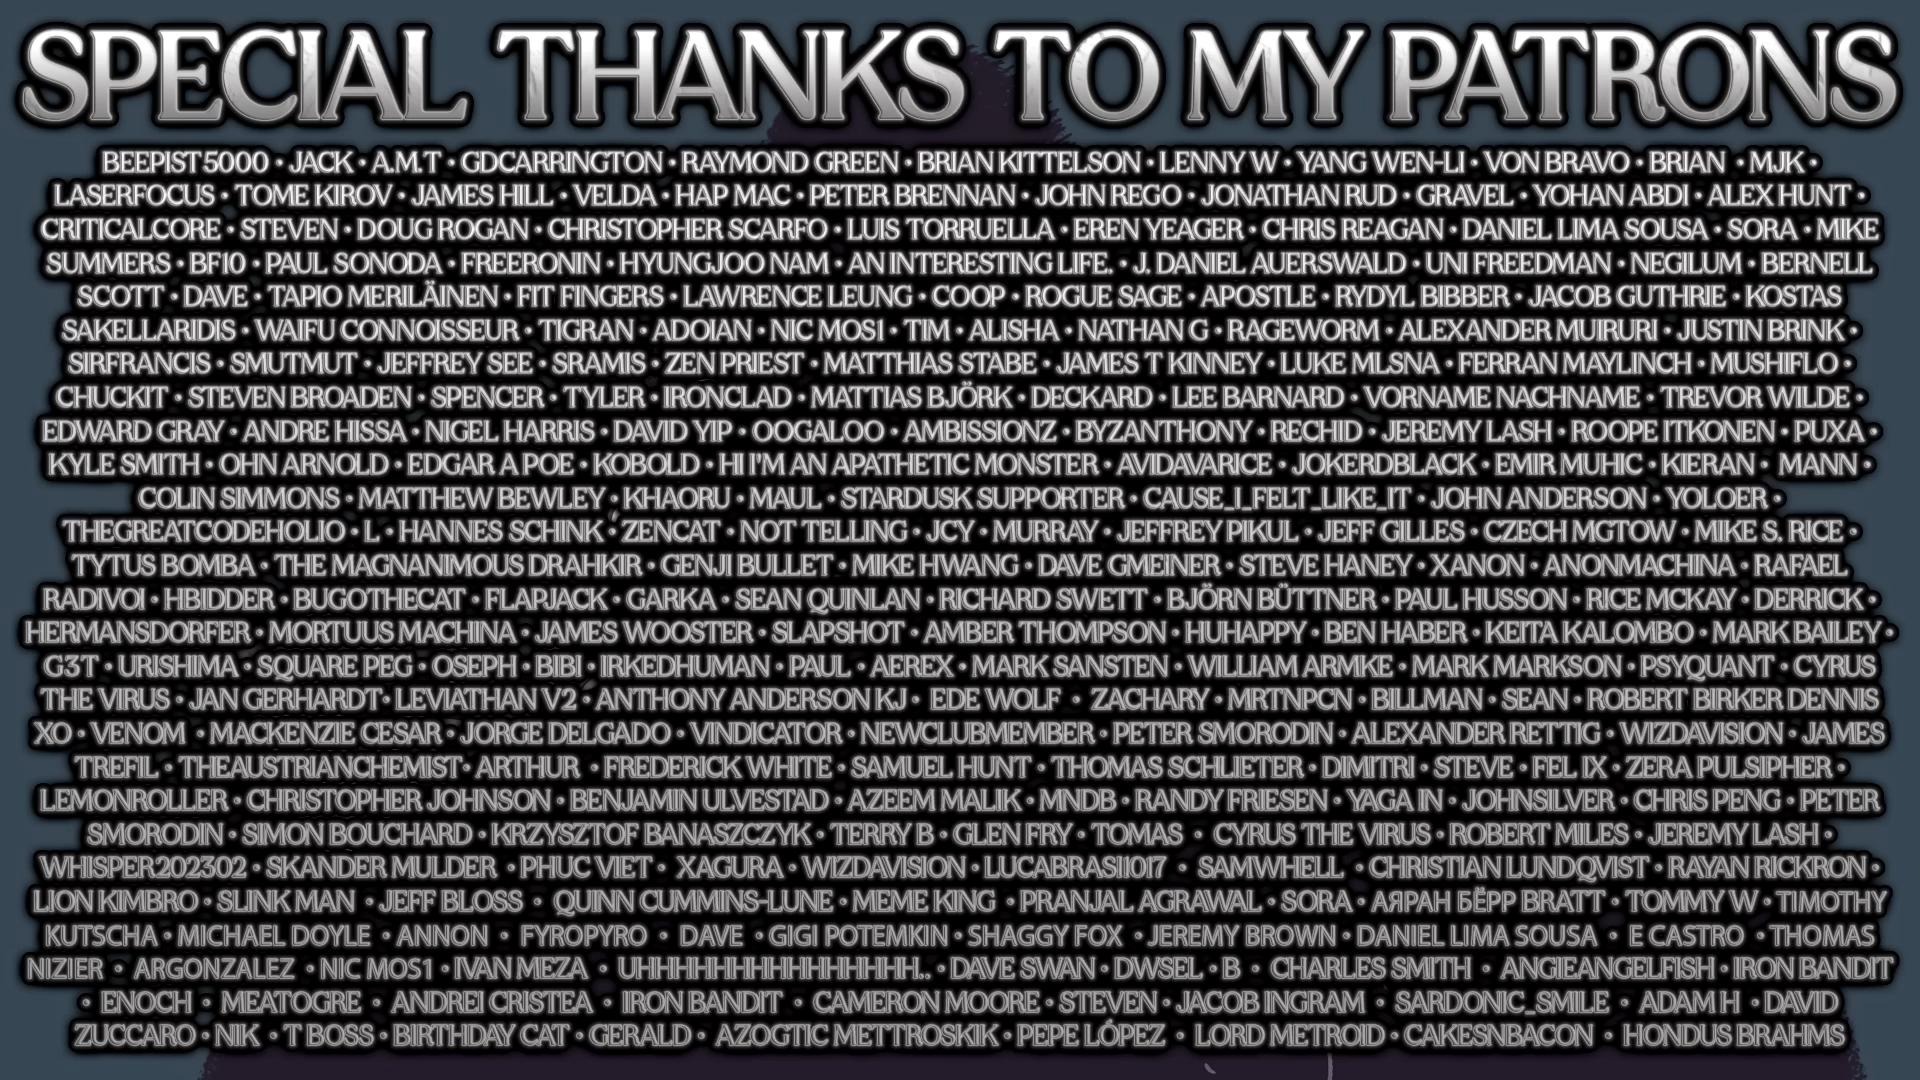 SPECIAL THANKS TO MY PATRONS
BEEPIST5000 • JACK • A.M.T • GDCARRINGTON • RAYMOND GREEN • BRIAN KITTELSON • LENNY W • YANG WEN-LI • VON BRAVO • BRIAN • MJK •
LASERFOCUS • TOME KIROV • JAMES HILL • VELDA • HAP MAC • PETER BRENNAN • JOHN REGO • JONATHAN RUD • GRAVEL • YOHAN ABDI • ALEX HUNT •
CRITICALCORE • STEVEN • DOUG ROGAN • CHRISTOPHER SCARFO • LUIS TORRUELLA • EREN YEAGER • CHRIS REAGAN • DANIEL LIMA SOUSA • SORA • MIKE
SUMMERS • BF10 • PAUL SONODA • FREERONIN • HYUNGJOO NAM • AN INTERESTING LIFE. • J. DANIEL AUERSWALD • UNI FREEDMAN • NEGILUM • BERNELL
SCOTT • DAVE • TAPIO MERILÄINEN • FIT FINGERS • LAWRENCE LEUNG • COOP • ROGUE SAGE • APOSTLE • RYDYL BIBBER • JACOB GUTHRIE • KOSTAS
SAKELLARIDIS • WAIFU CONNOISSEUR • TIGRAN • ADOIAN • NIC MOS1 • TIM • ALISHA • NATHAN G • RAGEWORM • ALEXANDER MUIRURI • JUSTIN BRINK •
SIRFRANCIS • SMUTMUT • JEFFREY SEE • SRAMIS • ZEN PRIEST • MATTHIAS STABE • JAMES T KINNEY • LUKE MLSNA • FERRAN MAYLINCH • MUSHIFLO •
CHUCKIT • STEVEN BROADEN • SPENCER • TYLER • IRONCLAD • MATTIAS BJÖRK • DECKARD • LEE BARNARD • VORNAME NACHNAME • TREVOR WILDE •
EDWARD GRAY • ANDRE HISSA • NIGEL HARRIS • DAVID YIP • OOGALOO • AMBISSIONZ • BYZANTHONY • RECHID • JEREMY LASH • ROOPE ITKONEN • PUXA •
KYLE SMITH • OHN ARNOLD • EDGAR A POE • KOBOLD • HI I'M AN APATHETIC MONSTER • AVIDAVARICE • JOKERDBLACK • EMIR MUHIC • KIERAN • MANN •
COLIN SIMMONS • MATTHEW BEWLEY • KHAORU • MAUL • STARDUSK SUPPORTER • CAUSE_I_FELT_LIKE_IT • JOHN ANDERSON • YOLOER •
THEGREATCODEHOLIO • L • HANNES SCHINK • ZENCAT • NOT TELLING • JCY • MURRAY • JEFFREY PIKUL • JEFF GILLES • CZECH MGTOW • MIKE S. RICE •
TYTUS BOMBA • THE MAGNANIMOUS DRAHKIR • GENJI BULLET • MIKE HWANG • DAVE GMEINER • STEVE HANEY • XANON • ANONMACHINA • RAFAEL
RADIVOI • HBIDDER • BUGOTHECAT • FLAPJACK • GARKA • SEAN QUINLAN • RICHARD SWETT • BJÖRN BÜTTNER • PAUL HUSSON • RICE MCKAY • DERRICK •
HERMANSDORFER • MORTUUS MACHINA • JAMES WOOSTER • SLAPSHOT • AMBER THOMPSON • HUHAPPY • BEN HABER • KEITA KALOMBO • MARK BAILEY •
G3T • URISHIMA • SQUARE PEG • OSEPH • BIBI • IRKEDHUMAN • PAUL • AEREX • MARK SANSTEN • WILLIAM ARMKE • MARK MARKSON • PSYQUANT • CYRUS
THE VIRUS • JAN GERHARDT • LEVIATHAN V2 • ANTHONY ANDERSON KJ • EDE WOLF • ZACHARY • MRTNPCN • BILLMAN • SEAN • ROBERT BIRKER DENNIS
XO • VENOM • MACKENZIE CESAR • JORGE DELGADO • VINDICATOR • NEWCLUBMEMBER • PETER SMORODIN • ALEXANDER RETTIG • WIZDAVISION • JAMES
TREFIL • THEAUSTRIANCHEMIST • ARTHUR • FREDERICK WHITE • SAMUEL HUNT • THOMAS SCHLIETER • DIMITRI • STEVE • FEL IX • ZERA PULSIPHER •
LEMONROLLER • CHRISTOPHER JOHNSON • BENJAMIN ULVESTAD • AZEEM MALIK • MNDB • RANDY FRIESEN • YAGA IN • JOHNSILVER • CHRIS PENG • PETER
SMORODIN • SIMON BOUCHARD • KRZYSZTOF BANASZCZYK • TERRY B • GLEN FRY • TOMAS • CYRUS THE VIRUS • ROBERT MILES • JEREMY LASH •
WHISPER202302 • SKANDER MULDER • PHUC VIET • XAGURA • WIZDAVISION • LUCABRASI1017 • SAMWHELL • CHRISTIAN LUNDQVIST • RAYAN RICKRON •
LION KIMBRO • SLINK MAN • JEFF BLOSS • QUINN CUMMINS-LUNE • MEME KING • PRANJAL AGRAWAL • SORA • АЯРАН БЁРР BRATT • TOMMY W • TIMOTHY
KUTSCHA • MICHAEL DOYLE • ANNON • FYROPYRO • DAVE • GIGI POTEMKIN • SHAGGY FOX • JEREMY BROWN • DANIEL LIMA SOUSA • E CASTRO • THOMAS
NIZIER • ARGONZALEZ • NIC MOS1 • IVAN MEZA • UHHHHHHHHHHHHHHH.. • DAVE SWAN • DWSEL • B • CHARLES SMITH • ANGIEANGELFISH • IRON BANDIT
• ENOCH • MEATOGRE • ANDREI CRISTEA • IRON BANDIT • CAMERON MOORE • STEVEN • JACOB INGRAM • SARDONIC_SMILE • ADAM H • DAVID
ZUCCARO • NIK • T BOSS • BIRTHDAY CAT • GERALD • AZOGTIC METTROSKIK • PEPE LÓPEZ • LORD METROID • CAKESNBACON • HONDUS BRAHMS